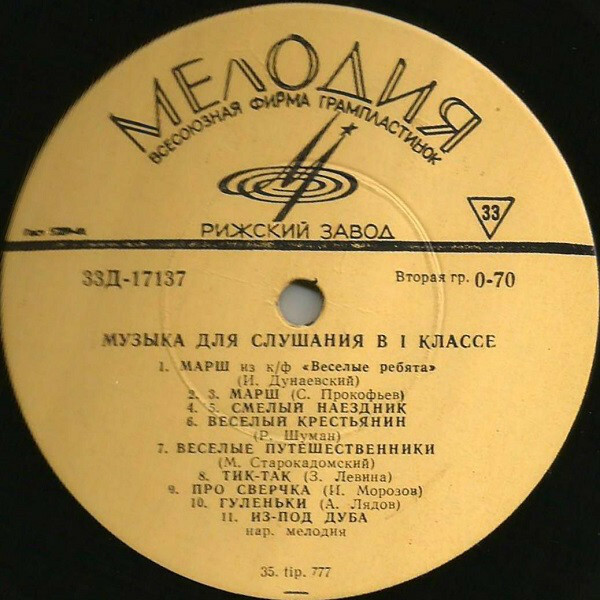 МЕЛОДИЯ
ВСЕСОЮЗНАЯ ФИРМА ГРАМПЛАСТИНОК
33
РИЖСКИЙ ЗАВОД
Гост 5289-61
33Д-17137
Вторая гр. 0-70
МУЗЫКА ДЛЯ СЛУШАНИЯ В I КЛАССЕ
1. МАРШ из к/ф «Веселые ребята»
(И. Дунаевский)
2. 3. МАРШ (С. Прокофьев)
4. 5. СМЕЛЫЙ НАЕЗДНИК
6. ВЕСЕЛЫЙ КРЕСТЬЯНИН
(Р. Шуман)
7. ВЕСЕЛЫЕ ПУТЕШЕСТВЕННИКИ
(М. Старокадомский)
8. ТИК-ТАК (З. Левина)
9. ПРО СВЕРЧКА (И. Морозов)
10. ГУЛЕНЬКИ (А. Лядов)
11. ИЗ-ПОД ДУБА
нар. мелодия
35. tip. 777